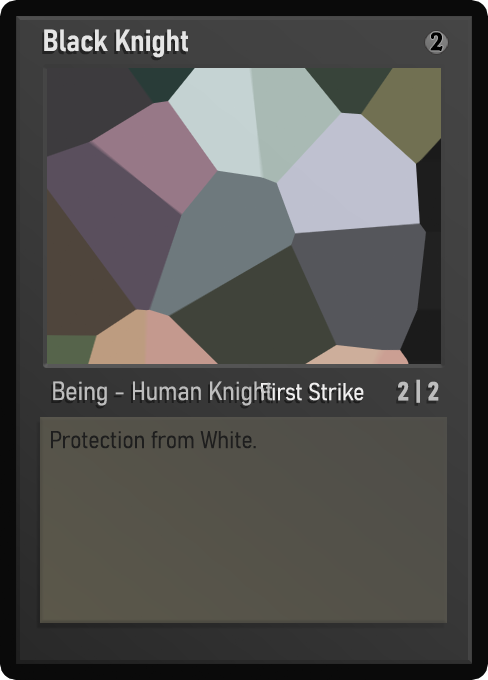 Black Knight 2
Being - Human Knight First Strike 2|2
Protection from White.